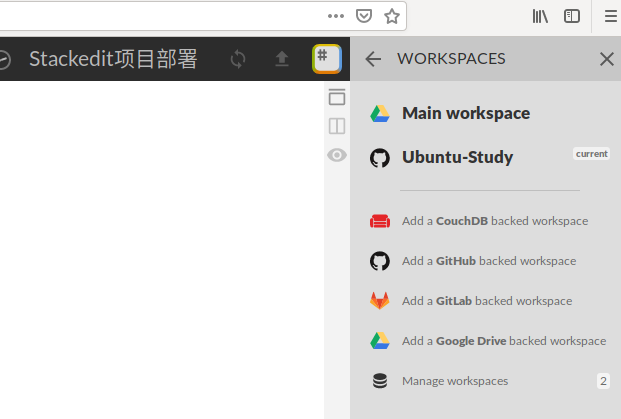 Stackedit项目部署
#
WORKSPACES
Main workspace
Ubuntu-Study
current
Add a CouchDB backed workspace
Add a GitHub backed workspace
Add a GitLab backed workspace
Add a Google Drive backed workspace
Manage workspaces
2